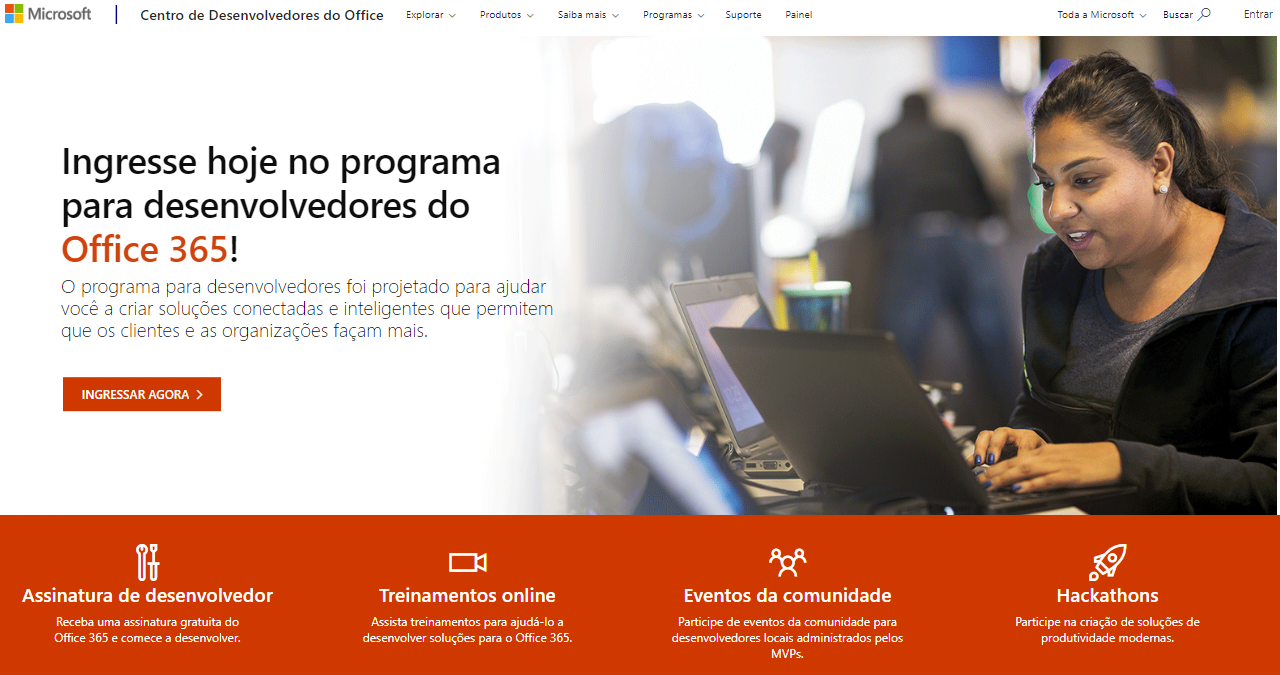 Microsoft
Centro de Desenvolvedores do Office
Explorar
Produtos
Saiba mais
Programas
Suporte
Painel
Toda a Microsoft
Buscar
Entrar
Ingresse hoje no programa
para desenvolvedores do
Office 365!
O programa para desenvolvedores foi projetado para ajudar
você a criar soluções conectadas e inteligentes que permitem
que os clientes e as organizações façam mais.
INGRESSAR AGORA
Assinatura de desenvolvedor
Receba uma assinatura gratuita do
Office 365 e comece a desenvolver.
Treinamentos online
Assista treinamentos para ajudá-lo a
desenvolver soluções para o Office 365.
Eventos da comunidade
Participe de eventos da comunidade para
desenvolvedores locais administrados pelos
MVPs.
Hackathons
Participe na criação de soluções de
produtividade modernas.